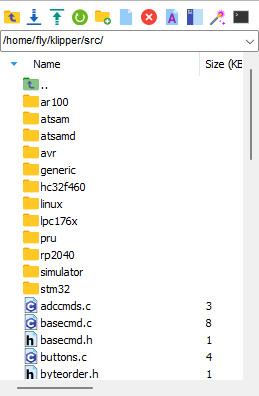 /home/fly/klipper/src/
Name Size (KB
..
ar100
atsam
atsamd
avr
generic
hc32f460
linux
lpc176x
pru
rp2040
simulator
stm32
adccmds.c 3
basecmd.c 8
basecmd.h 1
buttons.c 4
byteorder.h 1